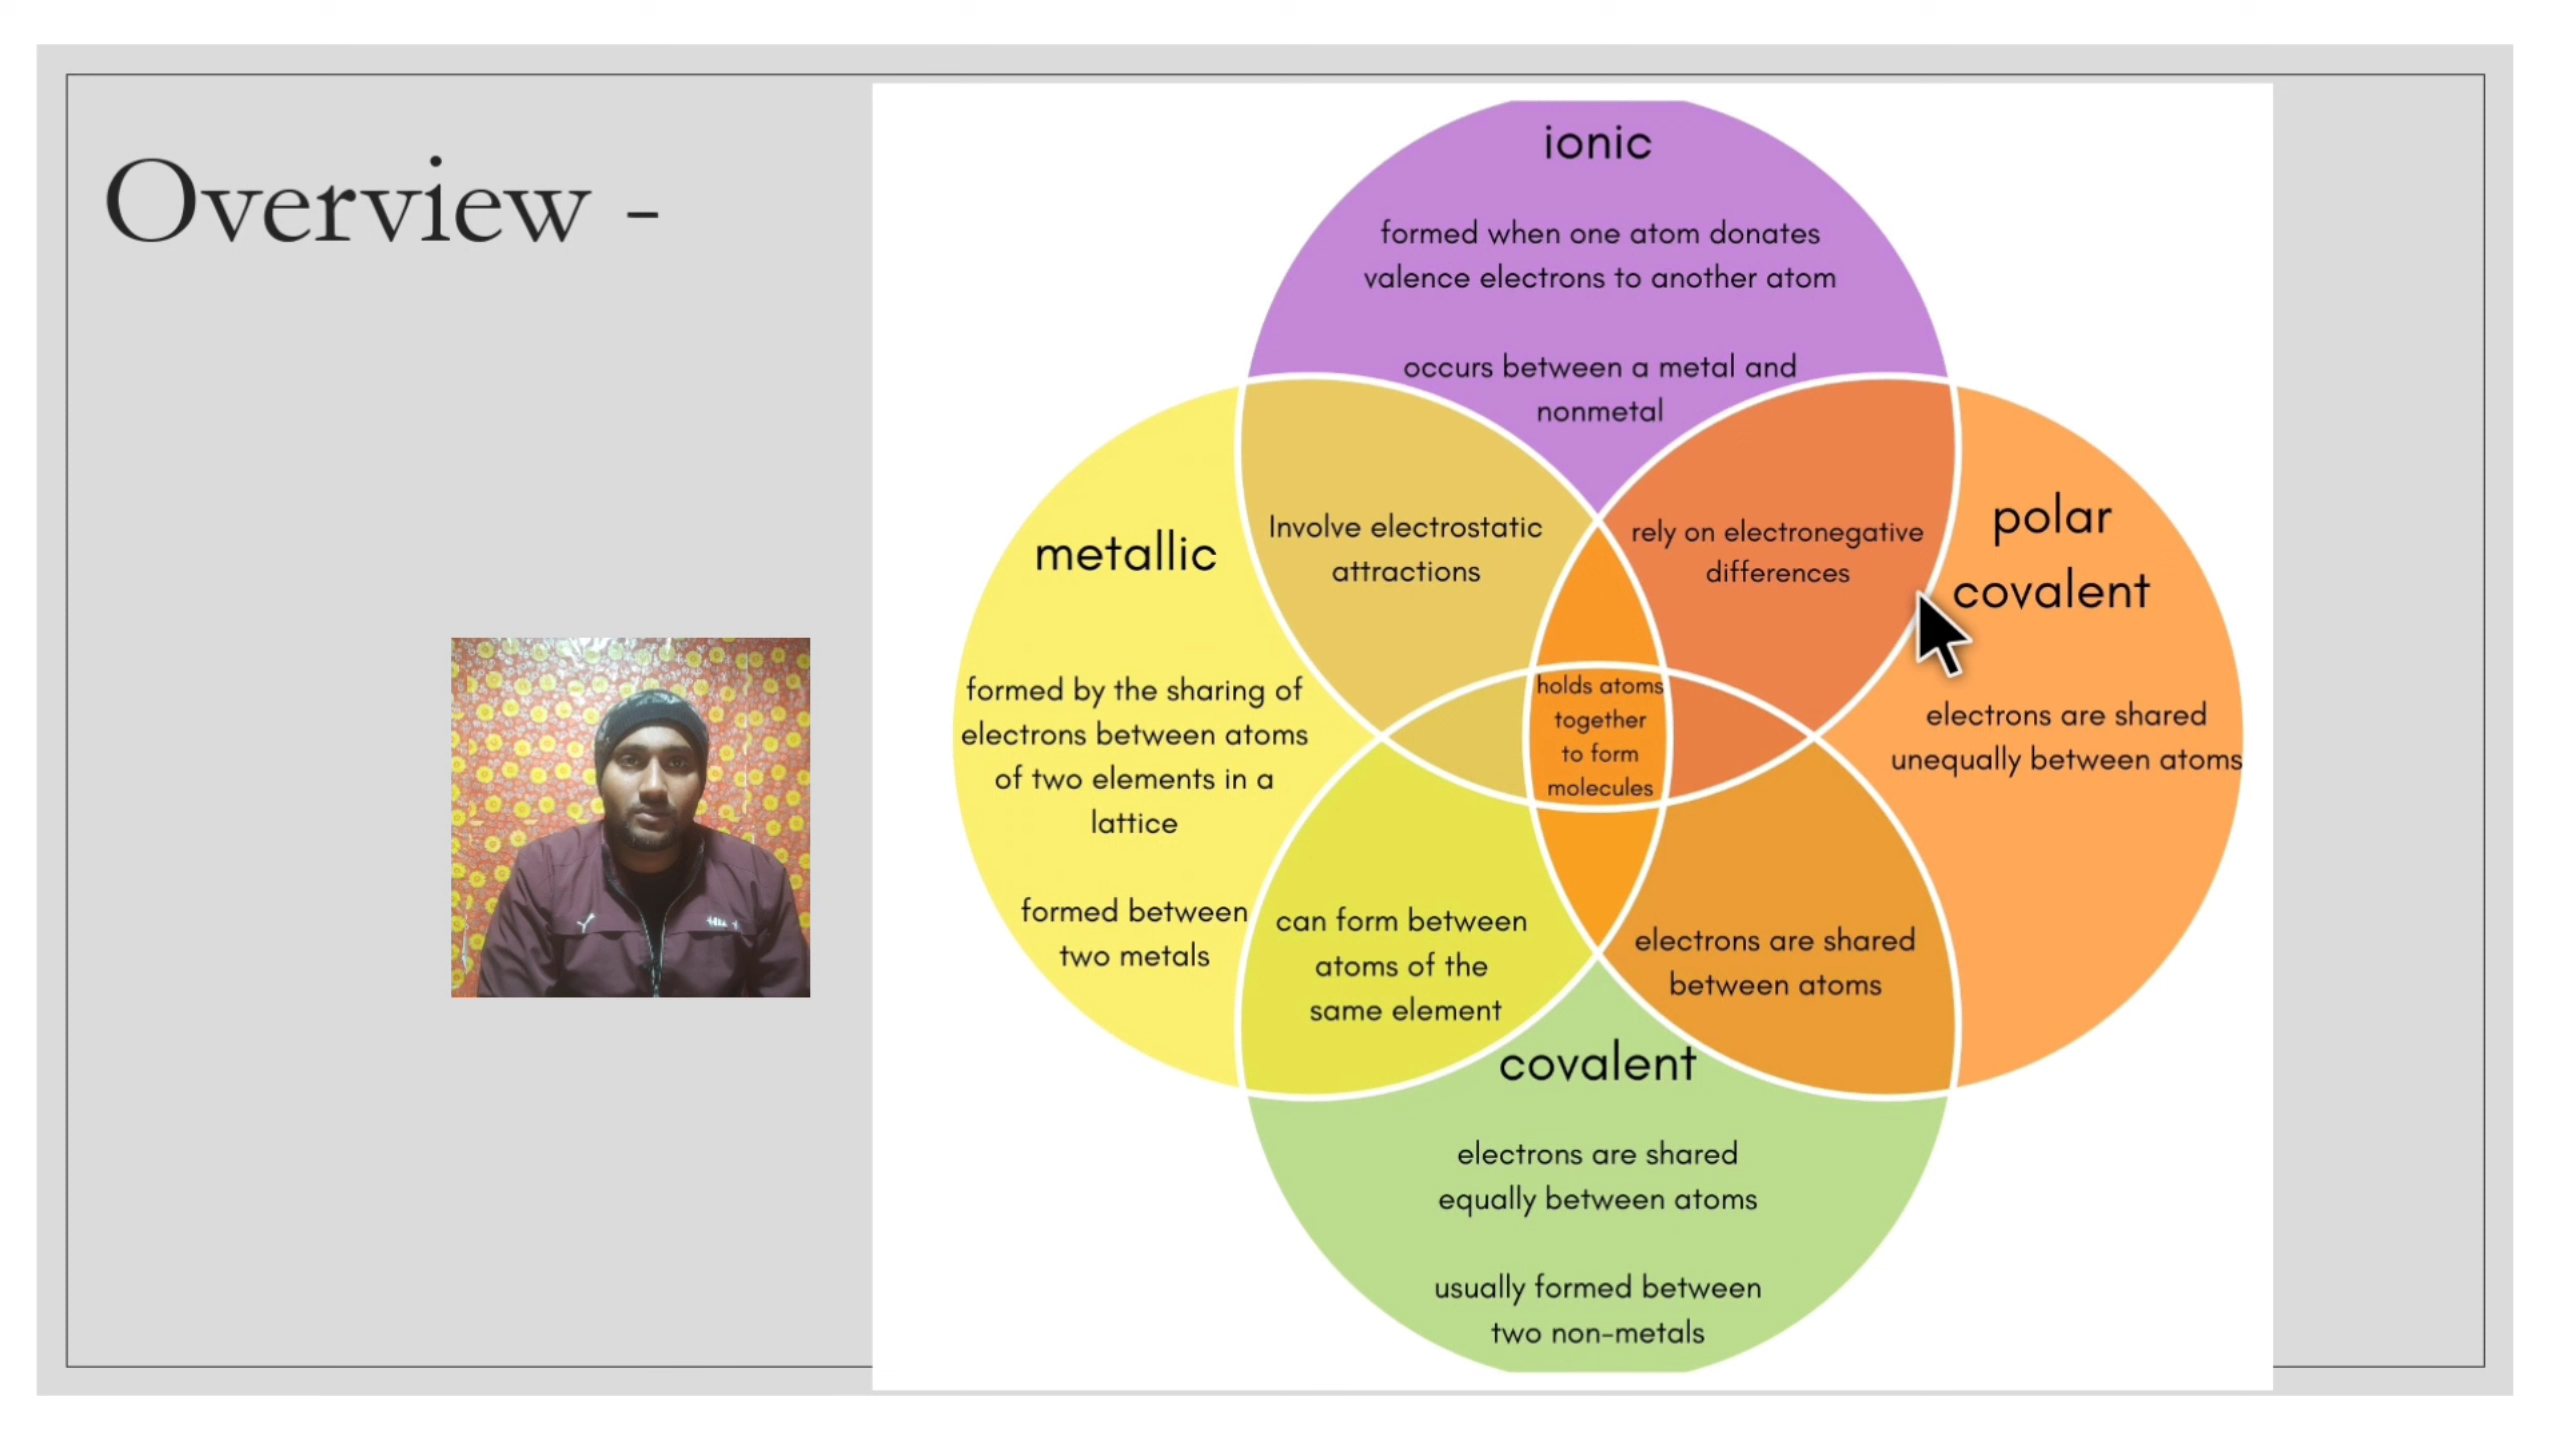 Overview -
ionic
formed when one atom donates
valence electrons to another atom
occurs between a metal and
nonmetal
metallic
formed by the sharing of
electrons between atoms
of two elements in a
lattice
formed between
two metals
Involve electrostatic
attractions
rely on electronegative
differences
polar
covalent
electrons are shared
unequally between atoms
holds atoms
together
to form
molecules
can form between
atoms of the
same element
electrons are shared
between atoms
covalent
electrons are shared
equally between atoms
usually formed between
two non-metals